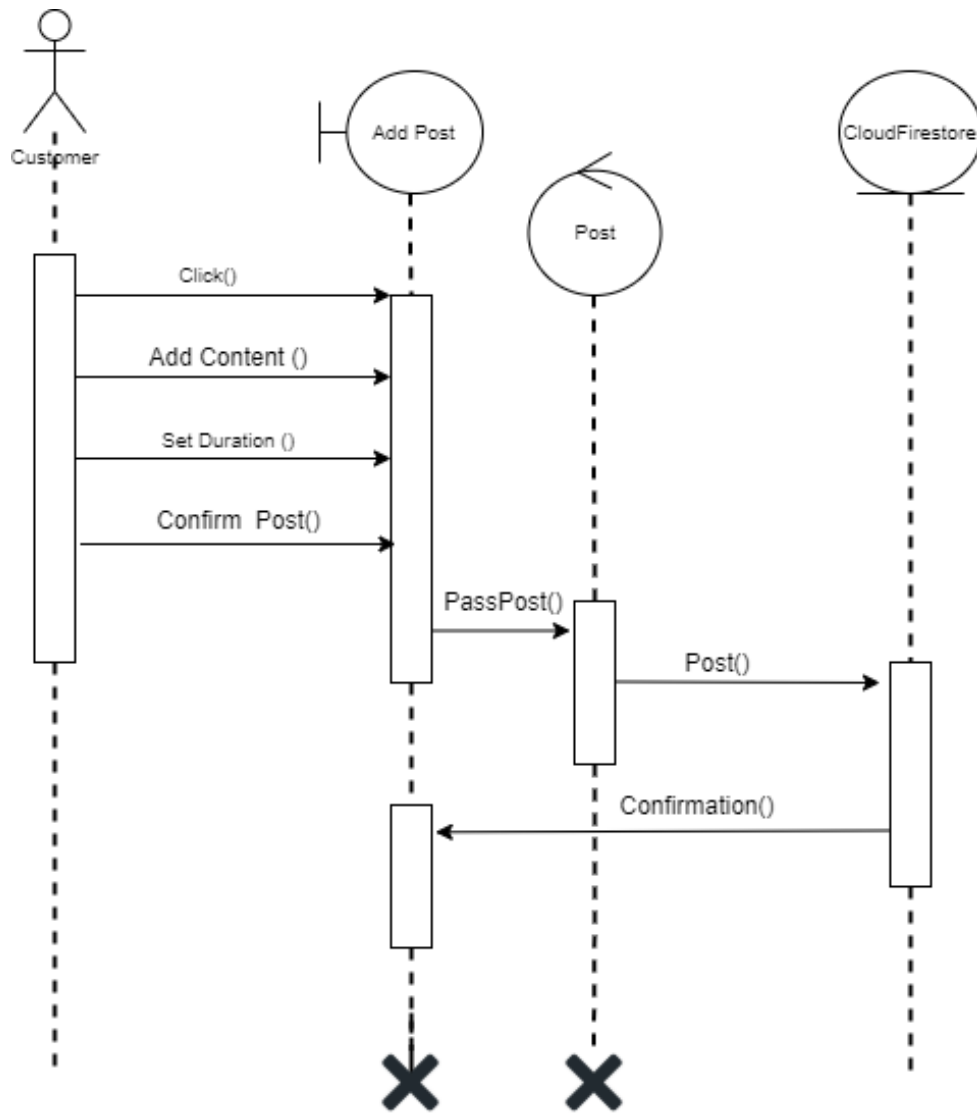 Customer
Add Post
CloudFirestore
Post
Click()
Add Content ()
Set Duration ()
Confirm  Post()
PassPost()
Post()
Confirmation()